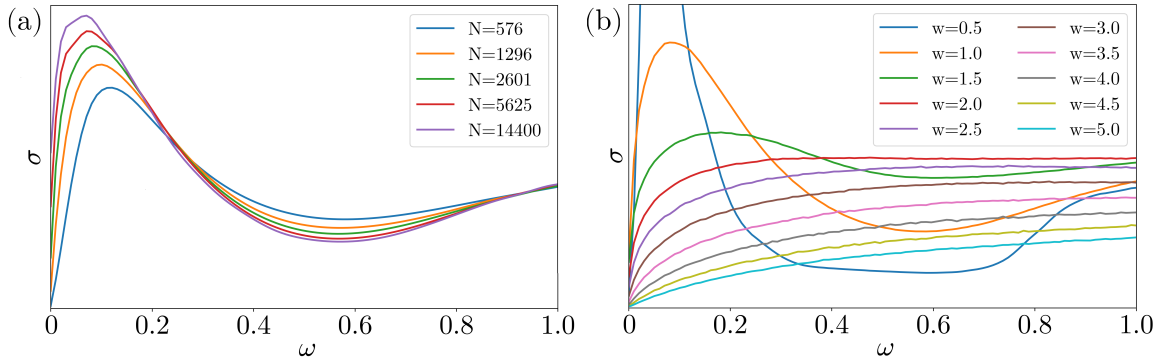 (a)
σ
N=576
N=1296
N=2601
N=5625
N=14400
0 0.2 0.4 0.6 0.8 1.0
ω
(b)
σ
w=0.5 w=3.0
w=1.0 w=3.5
w=1.5 w=4.0
w=2.0 w=4.5
w=2.5 w=5.0
0 0.2 0.4 0.6 0.8 1.0
ω